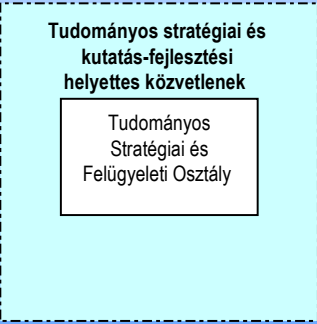 Tudományos stratégiai és
kutatás-fejlesztési
helyettes közvetlenek
Tudományos
Stratégiai és
Felügyeleti Osztály